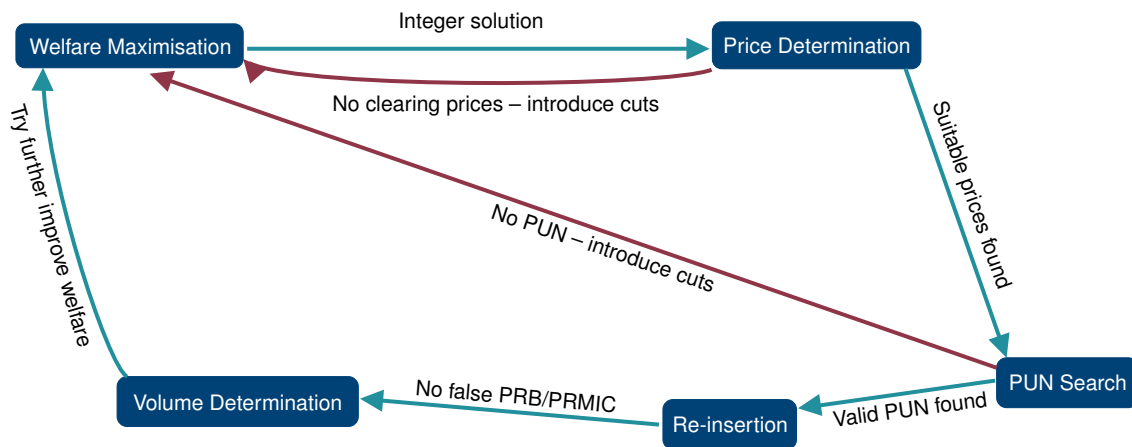 Integer solution
Welfare Maximisation
Price Determination
No clearing prices – introduce cuts
Try further improve welfare
Suitable prices found
No PUN – introduce cuts
PUN Search
No false PRB/PRMIC
Volume Determination
Valid PUN found
Re-insertion